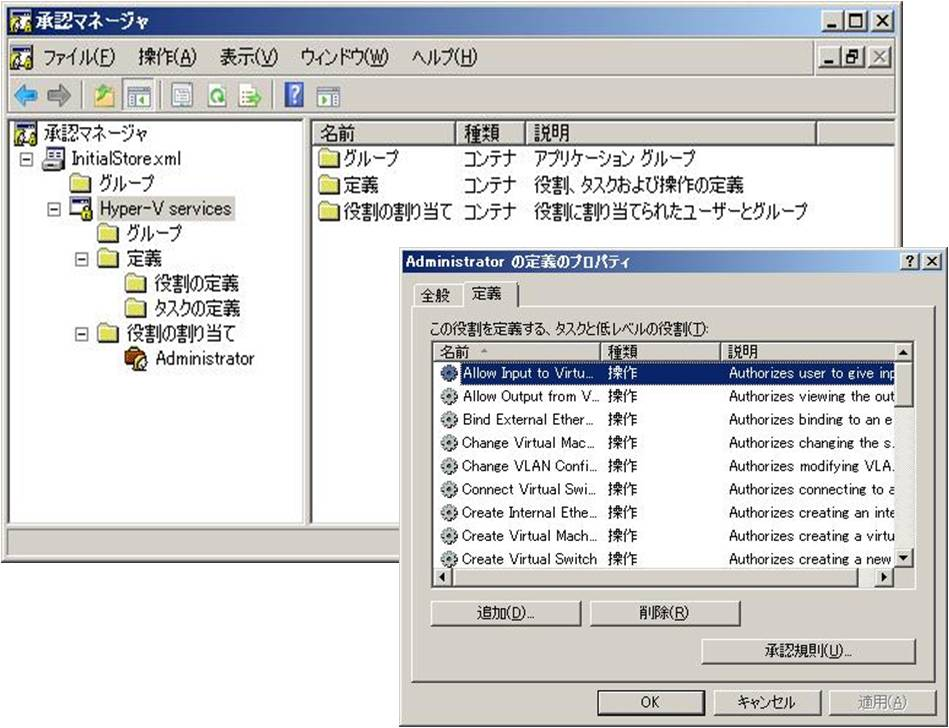 承認マネージャ
ファイル(F) 操作(A) 表示(V) ウィンドウ(W) ヘルプ(H)
承認マネージャ
InitialStore.xml
グループ
Hyper-V services
グループ
定義
役割の定義
タスクの定義
役割の割り当て
Administrator
名前 種類 説明
グループ コンテナ アプリケーション グループ
定義 コンテナ 役割、タスクおよび操作の定義
役割の割り当て コンテナ 役割に割り当てられたユーザーとグループ
Administrator の定義のプロパティ
全般 定義
この役割を定義する、タスクと低レベルの役割(T):
名前 種類 説明
Allow Input to Virtu... 操作 Authorizes user to give inp
Allow Output from V... 操作 Authorizes viewing the out
Bind External Ether... 操作 Authorizes binding to an e
Change Virtual Mac... 操作 Authorizes changing the s.
Change VLAN Confi... 操作 Authorizes modifying VLA.
Connect Virtual Swi... 操作 Authorizes connecting to a
Create Internal Ethe... 操作 Authorizes creating an inte
Create Virtual Mach... 操作 Authorizes creating a virtu
Create Virtual Switch 操作 Authorizes creating a new
追加(D)... 削除(R)
承認規則(U)...
OK キャンセル 適用(A)